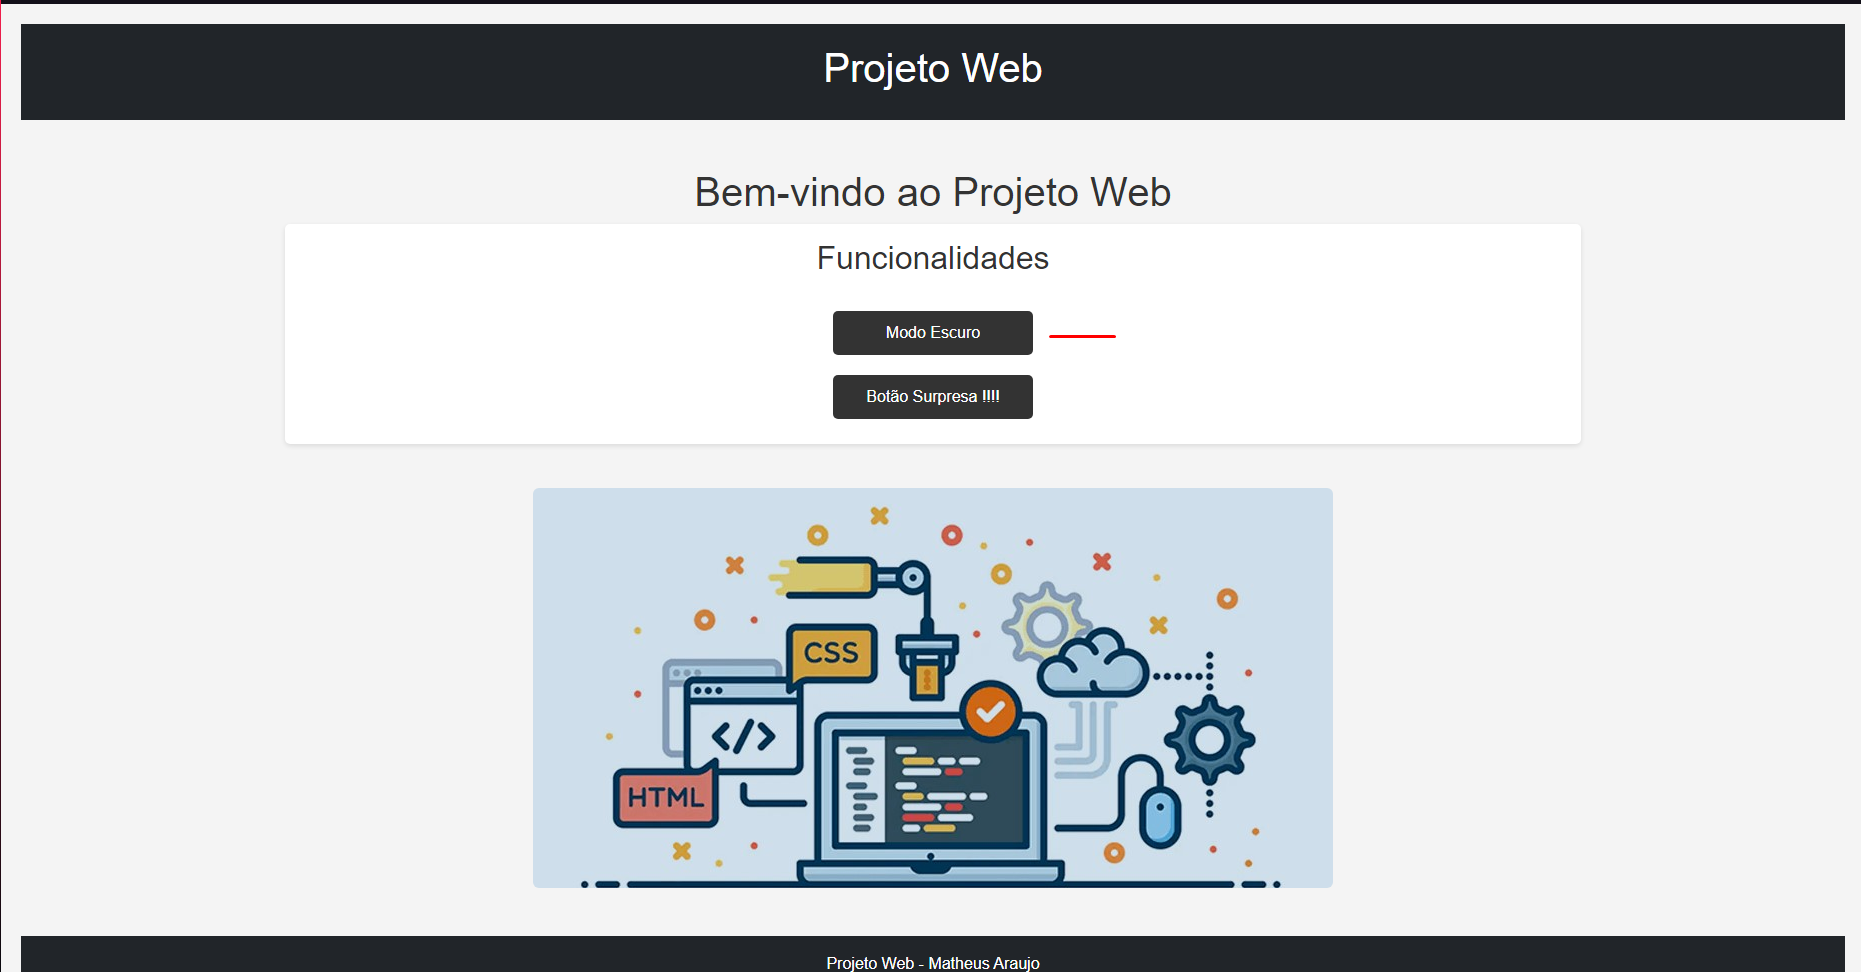 Projeto Web
Bem-vindo ao Projeto Web
Funcionalidades
Modo Escuro
Botão Surpresa !!!!
CSS
</>
HTML
Projeto Web - Matheus Araujo